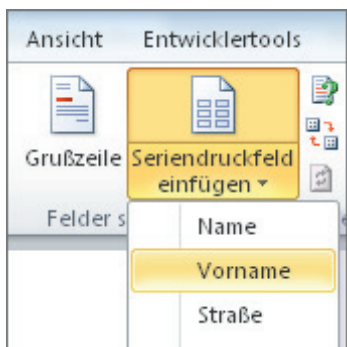 Ansicht Entwicklertools
Grußzeile Seriendruckfeld
einfügen
Felder s
Name
Vorname
Straße